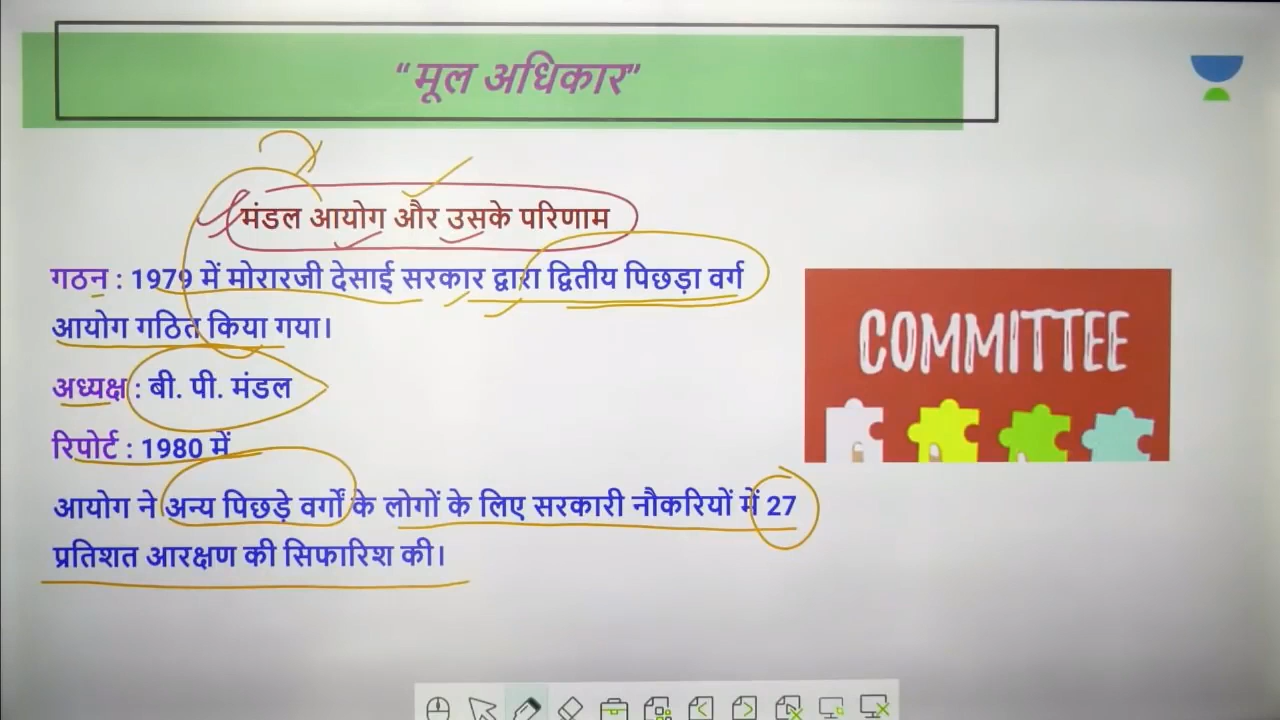 “मूल अधिकार”
मंडल आयोग और उसके परिणाम
गठन : 1979 में मोरारजी देसाई सरकार द्वारा द्वितीय पिछड़ा वर्ग
आयोग गठित किया गया।
अध्यक्ष : बी. पी. मंडल
रिपोर्ट : 1980 में
आयोग ने अन्य पिछड़े वर्गों के लोगों के लिए सरकारी नौकरियों में 27
प्रतिशत आरक्षण की सिफारिश की।
COMMITTEE